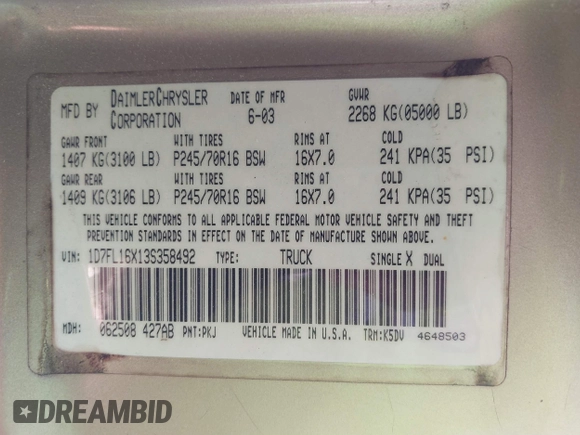 MFD BY DAIMLERCHRYSLER CORPORATION DATE OF MFR 6-03 GVWR 2268 KG(05000 LB)
GAWR FRONT WITH TIRES RIMS AT COLD
1407 KG(3100 LB) P245/70R16 BSW 16X7.0 241 KPA(35 PSI)
GAWR REAR WITH TIRES RIMS AT COLD
1409 KG(3106 LB) P245/70R16 BSW 16X7.0 241 KPA(35 PSI)
THIS VEHICLE CONFORMS TO ALL APPLICABLE FEDERAL MOTOR VEHICLE SAFETY AND THEFT
PREVENTION STANDARDS IN EFFECT ON THE DATE OF MANUFACTURE SHOWN ABOVE.
VIN: 1D7FL16X13S358492 TYPE: TRUCK SINGLE X DUAL
MDH: 062508 427AB PNT:PKJ VEHICLE MADE IN U.S.A. TRM:K5DV 4648503
DREAMBID